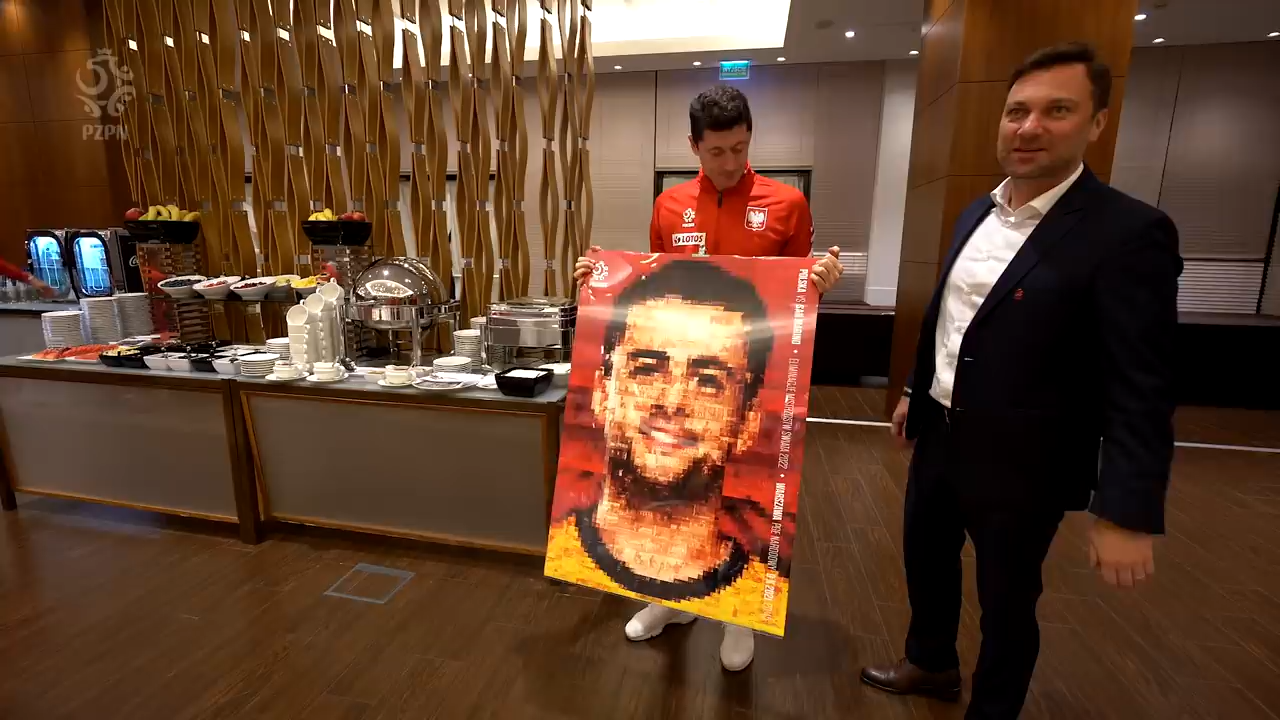 PZPN
LOTOS
POLSKA VS SAN MARINO • ELIMINACJE MISTRZOSTW ŚWIATA 2022 • WARSZAWA PGE NARODOWY